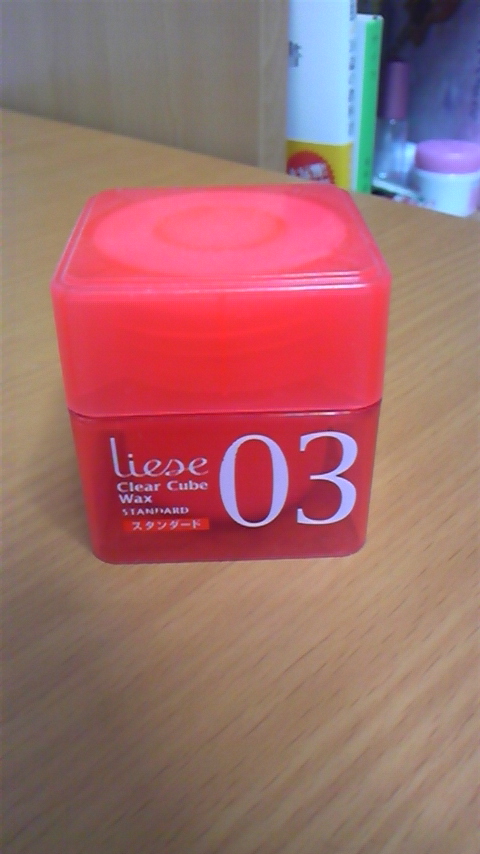 liese
Clear Cube
Wax
STANDARD
スタンダード
03